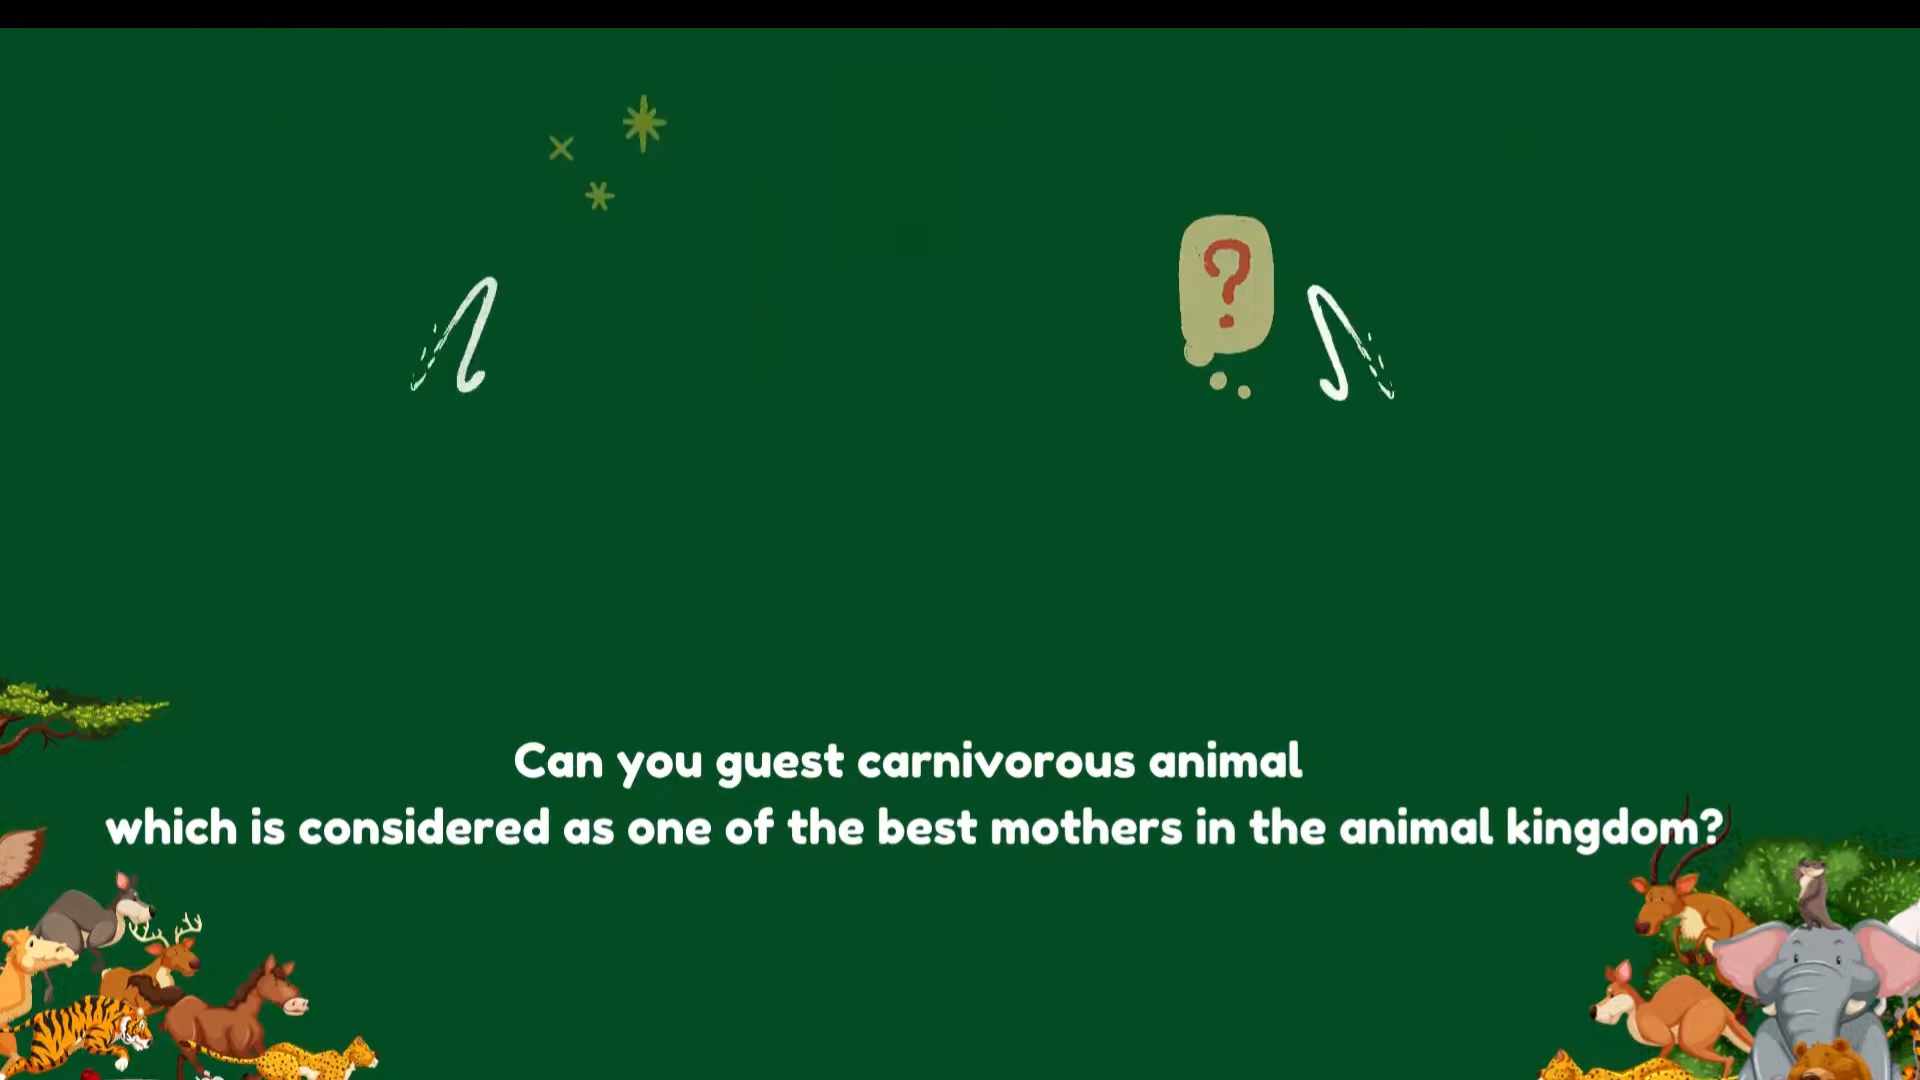 ?
Can you guest carnivorous animal
which is considered as one of the best mothers in the animal kingdom?